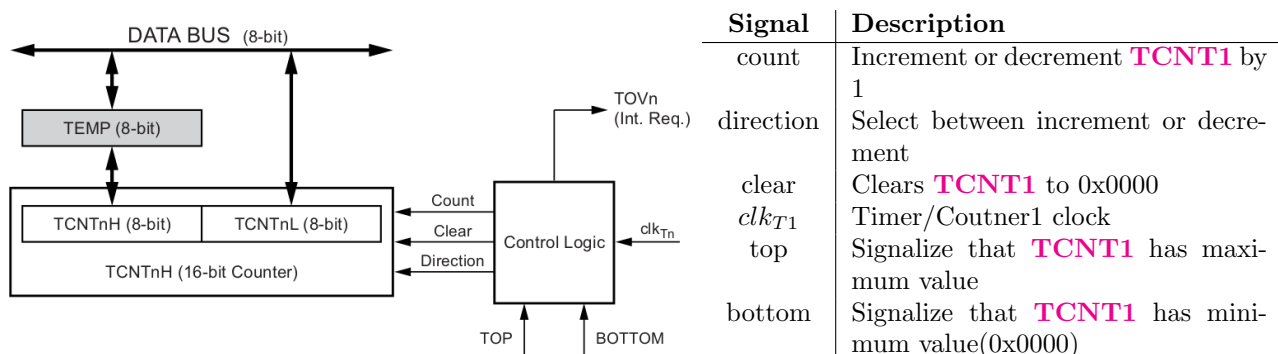 DATA BUS (8-bit)
TEMP (8-bit)
TOVn
(Int. Req.)
TCNTnH (8-bit) TCNTnL (8-bit)
TCNTnH (16-bit Counter)
Count
Clear
Direction
Control Logic
clkTn
TOP
BOTTOM
Signal Description
count Increment or decrement TCNT1 by
1
direction Select between increment or decre-
ment
clear Clears TCNT1 to 0x0000
clkT1 Timer/Coutner1 clock
top Signalize that TCNT1 has maxi-
mum value
bottom Signalize that TCNT1 has mini-
mum value(0x0000)